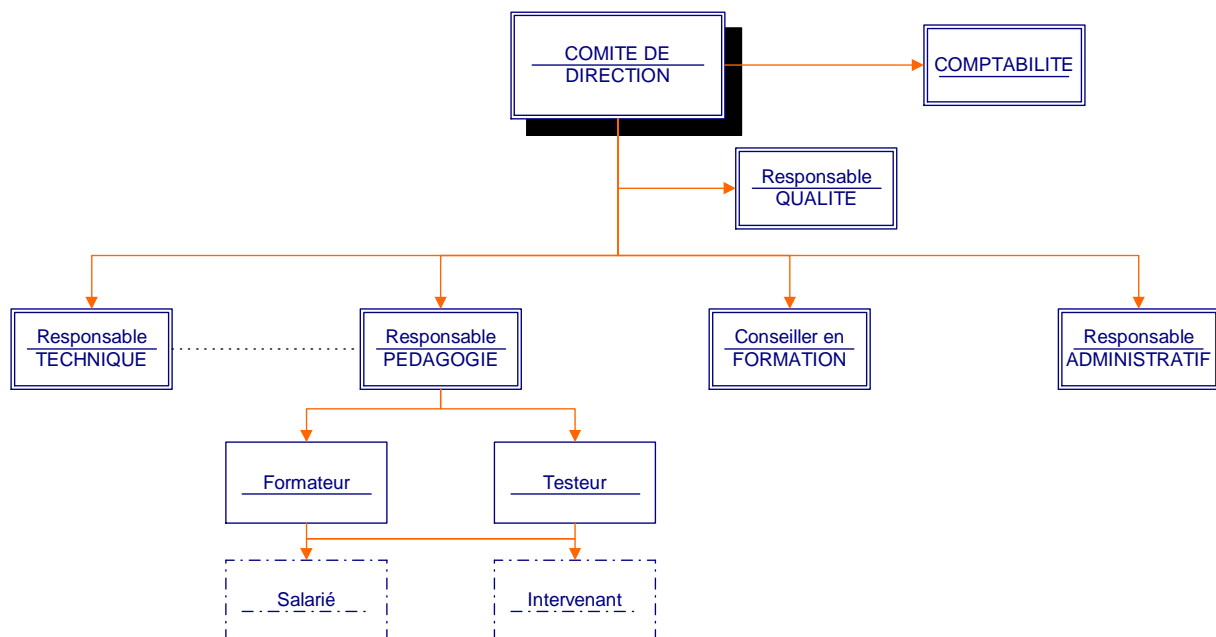 COMITE DE
DIRECTION
COMPTABILITE
Responsable
QUALITE
Responsable
TECHNIQUE
Responsable
PEDAGOGIE
Conseiller en
FORMATION
Responsable
ADMINISTRATIF
Formateur
Testeur
Salarié
Intervenant